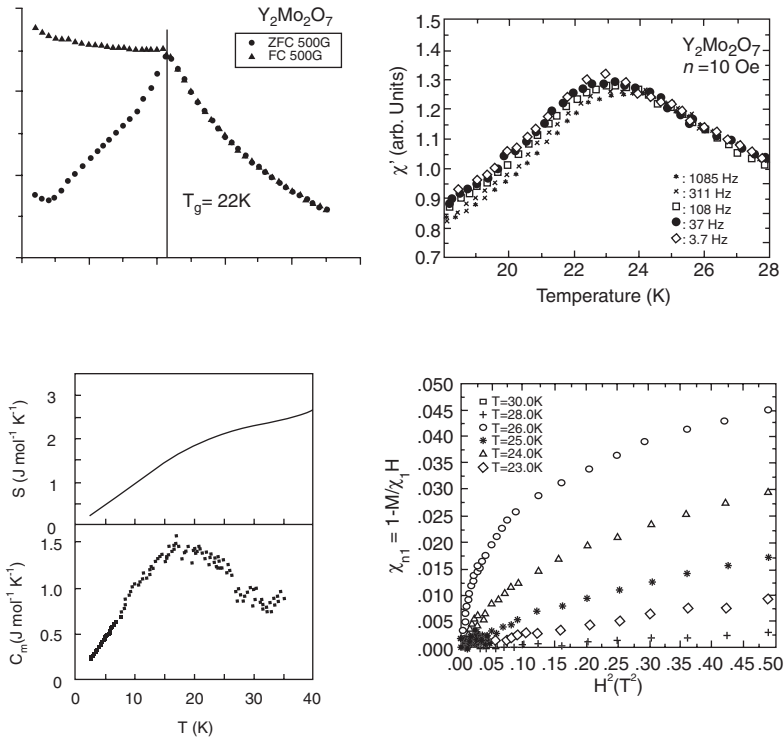 Y₂Mo₂O₇
● ZFC 500G
▲ FC 500G
T_g= 22K
Y₂Mo₂O₇
n=10 Oe
1.5
1.4
1.3
1.2
1.1
1.0
0.9
0.8
0.7
χ' (arb. Units)
* : 1085 Hz
× : 311 Hz
□ : 108 Hz
● : 37 Hz
◇ : 3.7 Hz
20 22 24 26 28
Temperature (K)
3
2
1
0
S (J mol⁻¹ K⁻¹)
1.5
1.0
0.5
0
C_m(J mol⁻¹ K⁻¹)
0 10 20 30 40
T (K)
.050
.045
.040
.035
.030
.025
.020
.015
.010
.005
.000
χ_n1 = 1-M/χ₁H
□ T=30.0K
+ T=28.0K
○ T=26.0K
* T=25.0K
△ T=24.0K
◇ T=23.0K
.00 .05 .10 .15 .20 .25 .30 .35 .40 .45 .50
H²(T²)